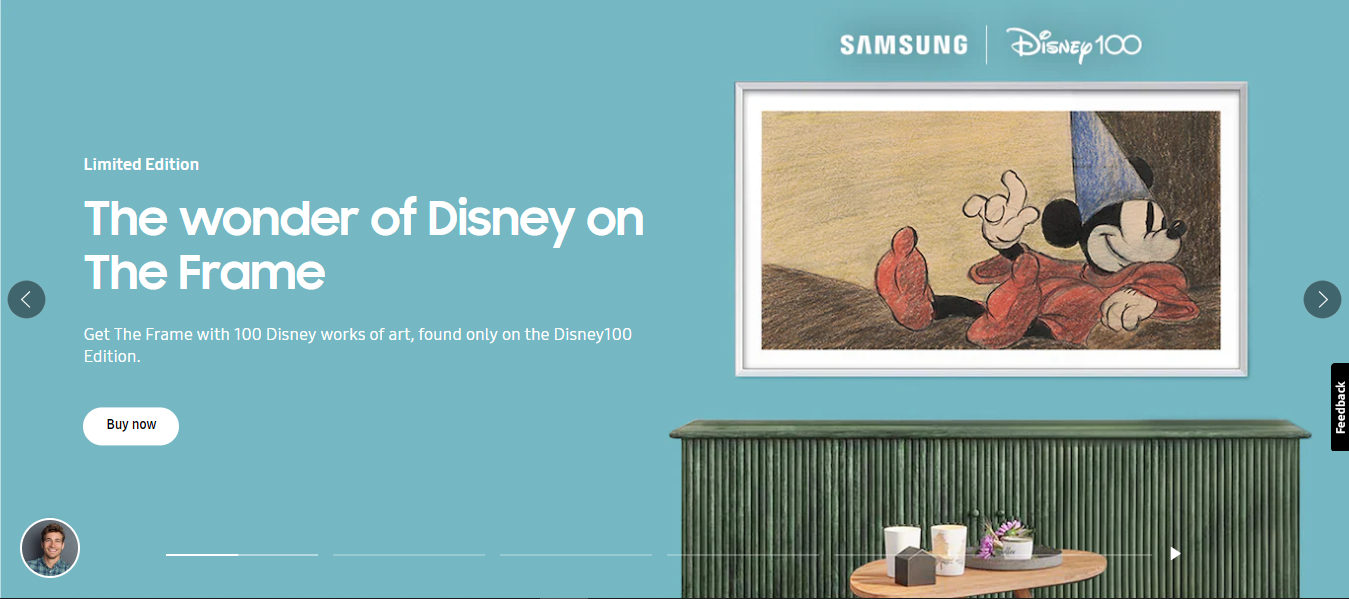 SAMSUNG | Disney100
Limited Edition
The wonder of Disney on
The Frame
Get The Frame with 100 Disney works of art, found only on the Disney100
Edition.
Buy now
Feedback